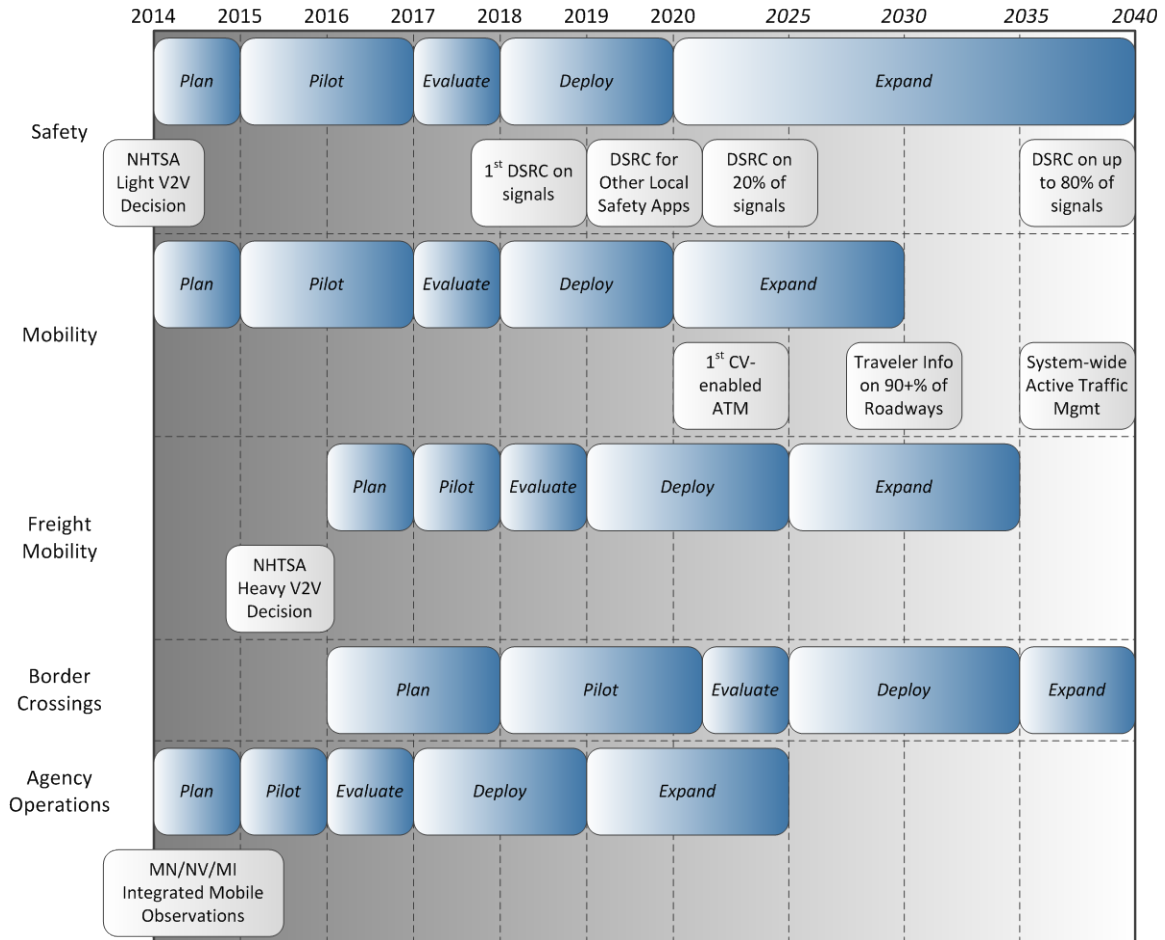 2014 2015 2016 2017 2018 2019 2020 2025 2030 2035 2040
Safety
Plan Pilot Evaluate Deploy Expand
NHTSA
Light V2V
Decision
1st DSRC on
signals
DSRC for
Other Local
Safety Apps
DSRC on
20% of
signals
DSRC on up
to 80% of
signals
Mobility
Plan Pilot Evaluate Deploy Expand
1st CV-
enabled
ATM
Traveler Info
on 90+% of
Roadways
System-wide
Active Traffic
Mgmt
Freight
Mobility
Plan Pilot Evaluate Deploy Expand
NHTSA
Heavy V2V
Decision
Border
Crossings
Plan Pilot Evaluate Deploy Expand
Agency
Operations
Plan Pilot Evaluate Deploy Expand
MN/NV/MI
Integrated Mobile
Observations